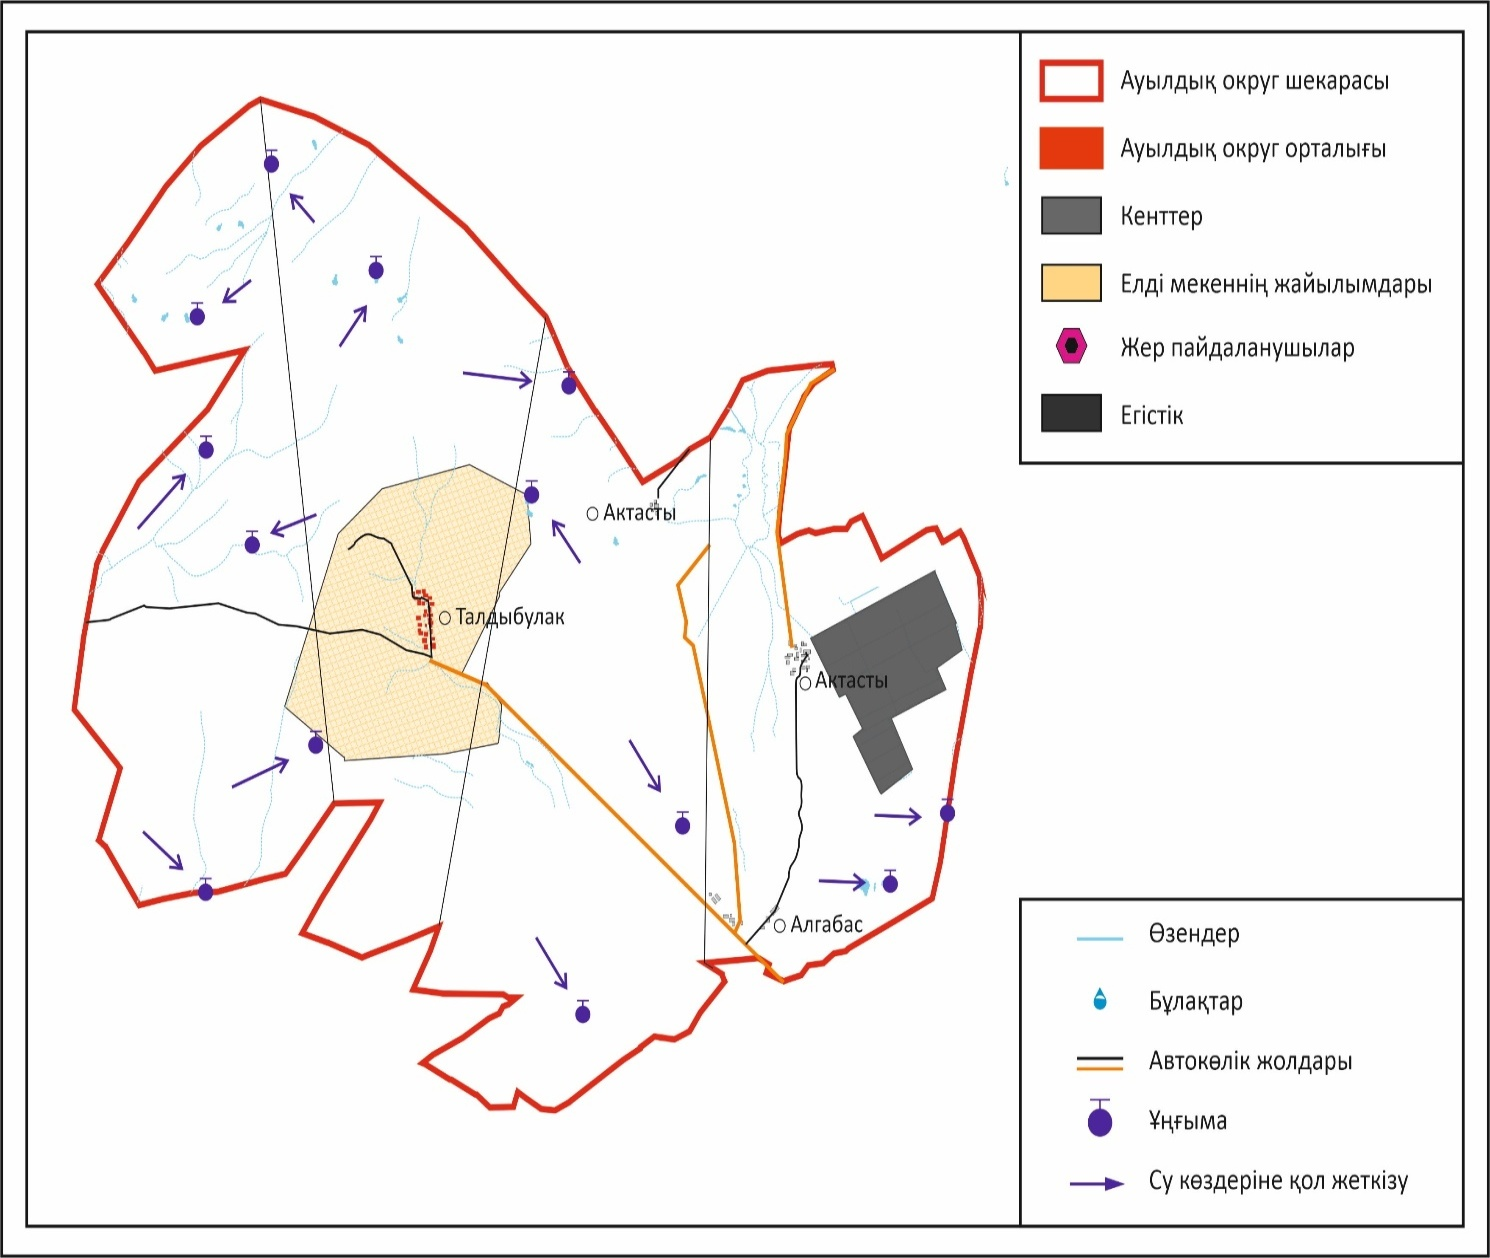 Ауылдық округ шекарасы
Ауылдық округ орталығы
Кенттер
Елді мекеннің жайылымдары
Жер пайдаланушылар
Егістік
Актасты
Талдыбулак
Актасты
Алгабас
Өзендер
Бұлақтар
Автокөлік жолдары
Ұңғыма
Су көздеріне қол жеткізу